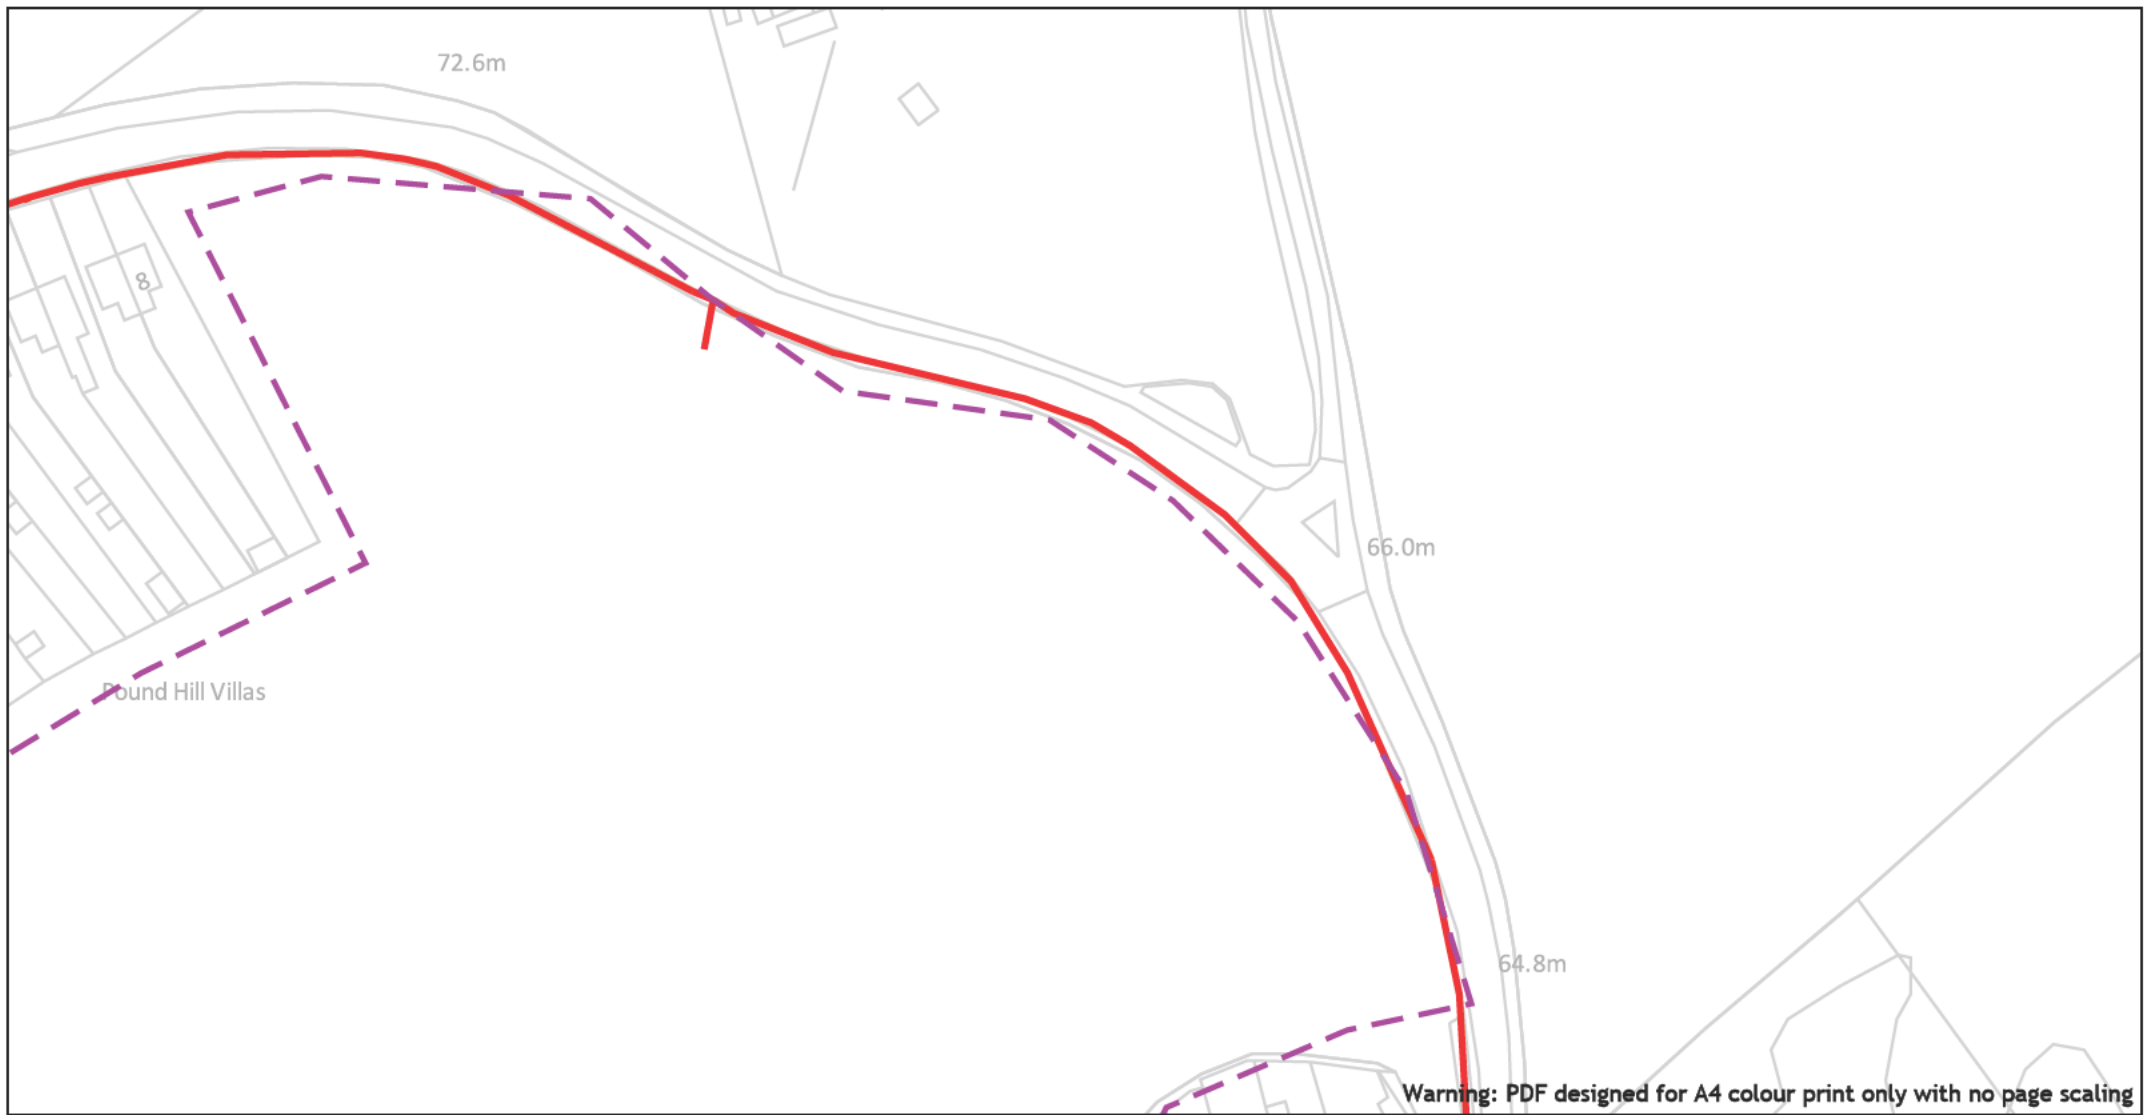 72.6m
8
66.0m
Pound Hill Villas
64.8m
Warning: PDF designed for A4 colour print only with no page scaling